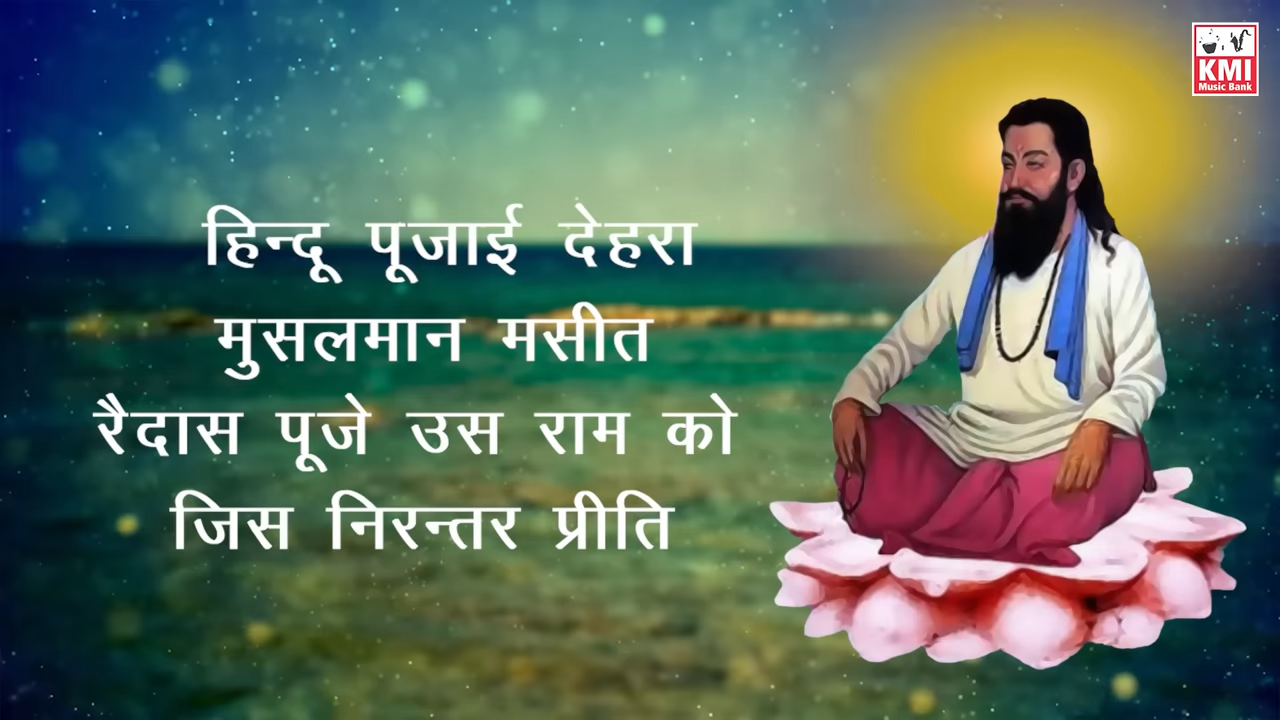 हिन्दू पूजाई देहरा
मुसलमान मसीत
रैदास पूजे उस राम को
जिस निरन्तर प्रीति
KMI
Music Bank